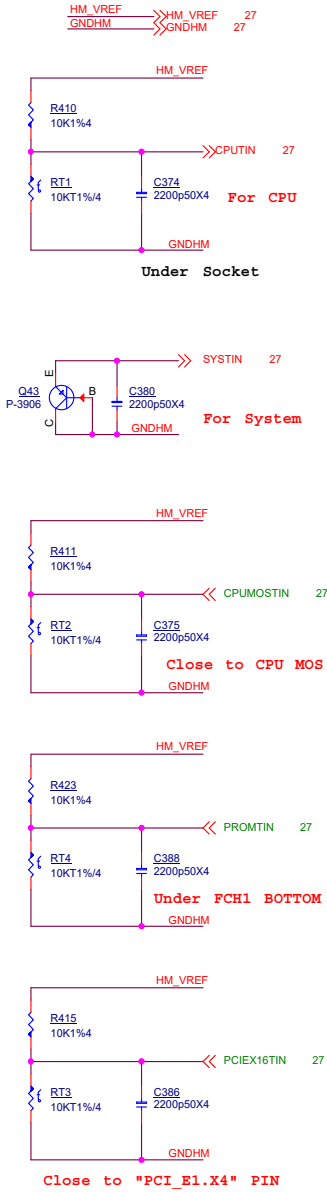 HM_VREF HM_VREF 27
GNDHM GNDHM 27
HM_VREF
R410
10K1%4
CPUTIN 27
RT1
10KT1%/4
C374
2200p50X4
For CPU
GNDHM
Under Socket
SYSTIN 27
E
Q43
P-3906
B
C
C380
2200p50X4
For System
GNDHM
HM_VREF
R411
10K1%4
CPUMOSTIN 27
RT2
10KT1%/4
C375
2200p50X4
Close to CPU MOS
GNDHM
HM_VREF
R423
10K1%4
PROMTIN 27
RT4
10KT1%/4
C388
2200p50X4
Under FCH1 BOTTOM
GNDHM
HM_VREF
R415
10K1%4
PCIEX16TIN 27
RT3
10KT1%/4
C386
2200p50X4
GNDHM
Close to "PCI_E1.X4" PIN